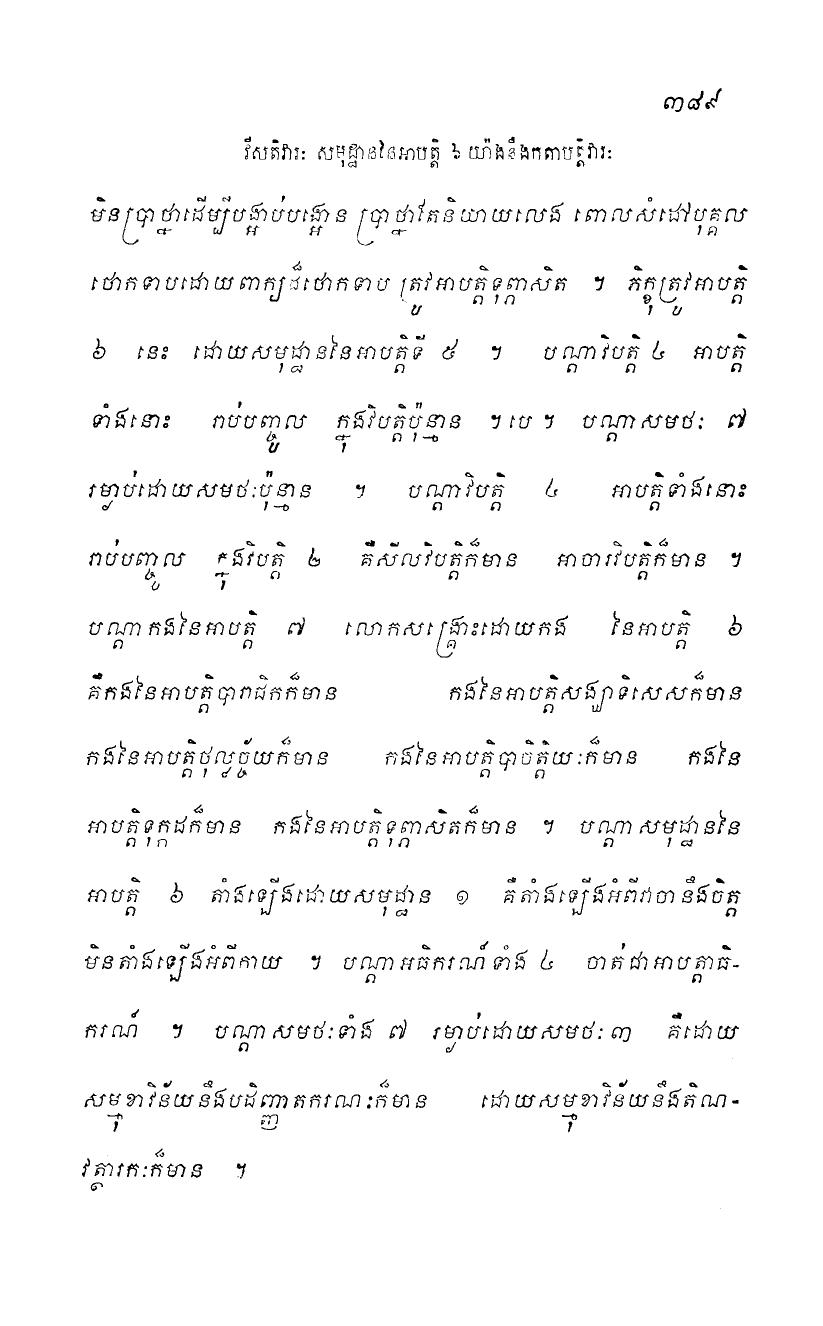 ៣៨៩
វីសតិវារៈ សមុដ្ឋាននៃអាបត្តិ ៦ យ៉ាងនឹងកតាបត្តិវារៈ
មិនប្រាថ្នាដើម្បីបង្អាប់បង្អោន ប្រាថ្នាតែនិយាយលេង ពោលសំដៅបុគ្គល
ថោកទាបដោយពាក្យដ៏ថោកទាប ត្រូវអាបត្តិទុព្ភាសិត ។ ភិក្ខុត្រូវអាបត្តិ
៦ នេះ ដោយសមុដ្ឋាននៃអាបត្តិទី ៥ ។ បណ្តាវិបត្តិ ៤ អាបត្តិ
ទាំងនោះ រាប់បញ្ចូល ក្នុងវិបត្តិប៉ុន្មាន ។ បេ ។ បណ្តាសមថៈ ៧
រម្ងាប់ដោយសមថៈប៉ុន្មាន ។ បណ្តាវិបត្តិ ៤ អាបត្តិទាំងនោះ
រាប់បញ្ចូល ក្នុងវិបត្តិ ២ គឺសីលវិបត្តិក៏មាន អាចារវិបត្តិក៏មាន ។
បណ្តាកងនៃអាបត្តិ ៧ លោកសង្គ្រោះដោយកង នៃអាបត្តិ ៦
គឺកងនៃអាបត្តិបារាជិកក៏មាន កងនៃអាបត្តិសង្ឃាទិសេសក៏មាន
កងនៃអាបត្តិថុល្លច្ច័យក៏មាន កងនៃអាបត្តិបាចិត្តិយៈក៏មាន កងនៃ
អាបត្តិទុក្កដក៏មាន កងនៃអាបត្តិទុព្ភាសិតក៏មាន ។ បណ្តាសមុដ្ឋាននៃ
អាបត្តិ ៦ តាំងឡើងដោយសមុដ្ឋាន ១ គឺតាំងឡើងអំពីវាចានឹងចិត្ត
មិនតាំងឡើងអំពីកាយ ។ បណ្តាអធិករណ៍ទាំង ៤ ចាត់ជាអាបត្តាធិ-
ករណ៍ ។ បណ្តាសមថៈទាំង ៧ រម្ងាប់ដោយសមថៈ ៣ គឺដោយ
សម្មុខាវិន័យនឹងបដិញ្ញាតករណៈក៏មាន ដោយសម្មុខាវិន័យនឹងតិណ-
វត្ថារកៈក៏មាន ។